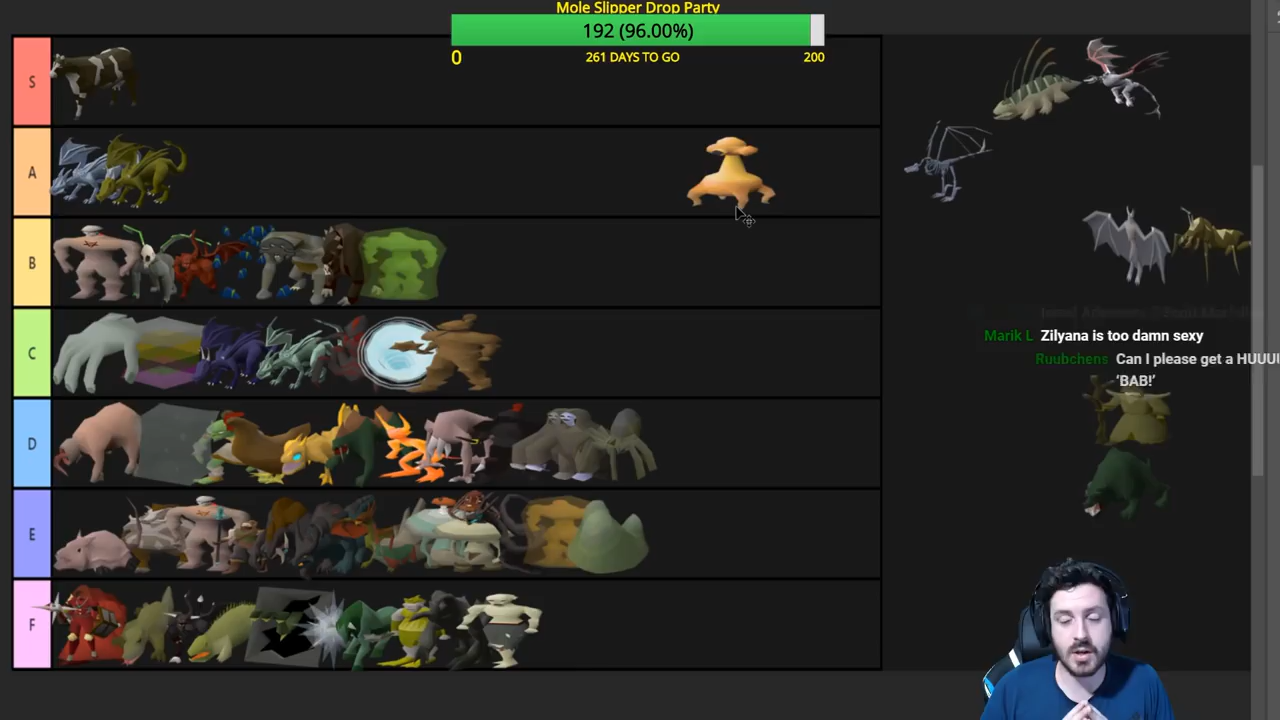 Mole Slipper Drop Party
192 (96.00%)
0
261 DAYS TO GO
200
S
A
B
C
D
E
F
Marik L Zilyana is too damn sexy
Ruubchens Can I please get a HUUU
'BAB!'